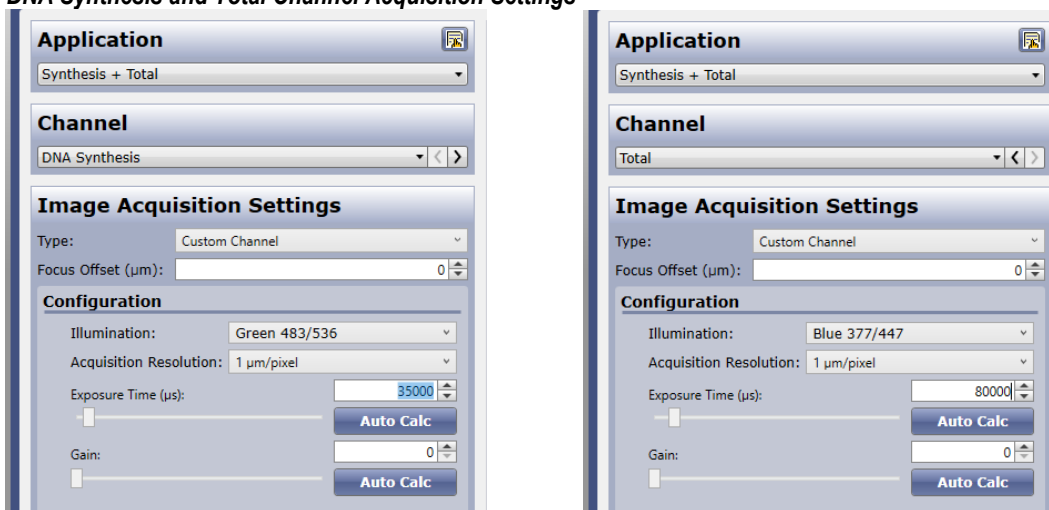 DNA Synthesis and Total Channel Acquisition Settings
Application
Synthesis + Total
Channel
DNA Synthesis
Image Acquisition Settings
Type: Custom Channel
Focus Offset (µm): 0
Configuration
Illumination: Green 483/536
Acquisition Resolution: 1 µm/pixel
Exposure Time (µs): 35000
Auto Calc
Gain: 0
Auto Calc
Application
Synthesis + Total
Channel
Total
Image Acquisition Settings
Type: Custom Channel
Focus Offset (µm): 0
Configuration
Illumination: Blue 377/447
Acquisition Resolution: 1 µm/pixel
Exposure Time (µs): 80000
Auto Calc
Gain: 0
Auto Calc